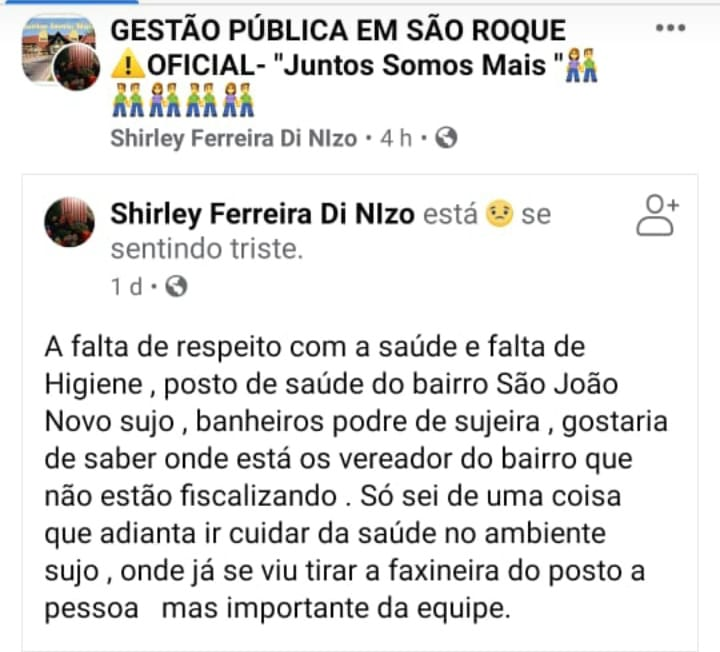 GESTÃO PÚBLICA EM SÃO ROQUE
⚠️OFICIAL- "Juntos Somos Mais "👫
👬👫👬👬👫
Shirley Ferreira Di NIzo · 4 h ·
Shirley Ferreira Di NIzo está 😟 se
sentindo triste.
1 d ·
A falta de respeito com a saúde e falta de
Higiene , posto de saúde do bairro São João
Novo sujo , banheiros podre de sujeira , gostaria
de saber onde está os vereador do bairro que
não estão fiscalizando . Só sei de uma coisa
que adianta ir cuidar da saúde no ambiente
sujo , onde já se viu tirar a faxineira do posto a
pessoa   mas importante da equipe.